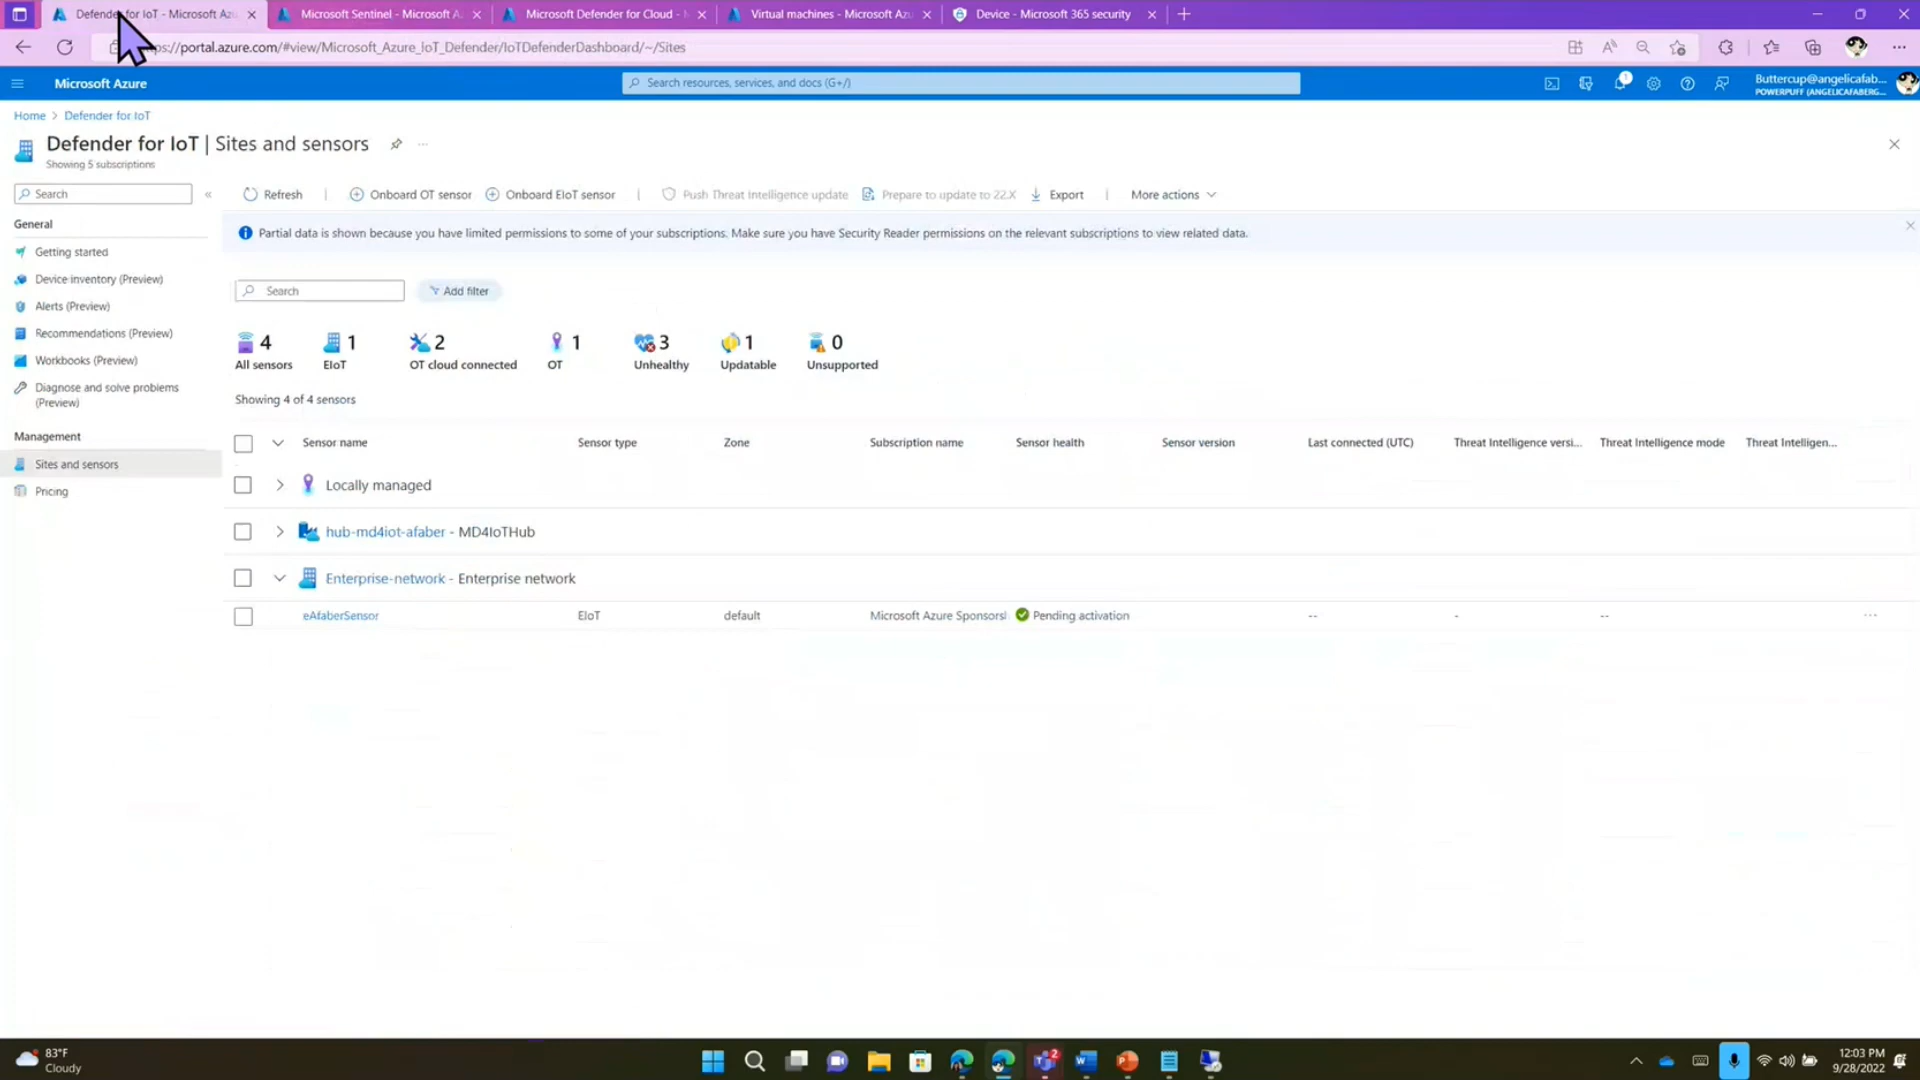 Defender for IoT - Microsoft Azu
Microsoft Sentinel - Microsoft A
Microsoft Defender for Cloud -
Virtual machines - Microsoft Azu
Device - Microsoft 365 security
portal.azure.com/#view/Microsoft_Azure_IoT_Defender/IoTDefenderDashboard/~/Sites
Microsoft Azure
Search resources, services, and docs (G+/)
1
Buttercup@angelicafab...
POWERPUFF (ANGELICAFABERG...
Home > Defender for IoT
Defender for IoT | Sites and sensors
Showing 5 subscriptions
Search
«
Refresh
Onboard OT sensor
Onboard EIoT sensor
Push Threat Intelligence update
Prepare to update to 22.X
Export
More actions
General
Getting started
Device inventory (Preview)
Alerts (Preview)
Recommendations (Preview)
Workbooks (Preview)
Diagnose and solve problems
(Preview)
Management
Sites and sensors
Pricing
Partial data is shown because you have limited permissions to some of your subscriptions. Make sure you have Security Reader permissions on the relevant subscriptions to view related data.
Search
Add filter
4
All sensors
1
EIoT
2
OT cloud connected
1
OT
3
Unhealthy
1
Updatable
0
Unsupported
Showing 4 of 4 sensors
Sensor name
Sensor type
Zone
Subscription name
Sensor health
Sensor version
Last connected (UTC)
Threat Intelligence versi...
Threat Intelligence mode
Threat Intelligen...
Locally managed
hub-md4iot-afaber - MD4IoTHub
Enterprise-network - Enterprise network
eAfaberSensor
EIoT
default
Microsoft Azure Sponsors
Pending activation
--
-
--
83°F
Cloudy
2
12:03 PM
9/28/2022